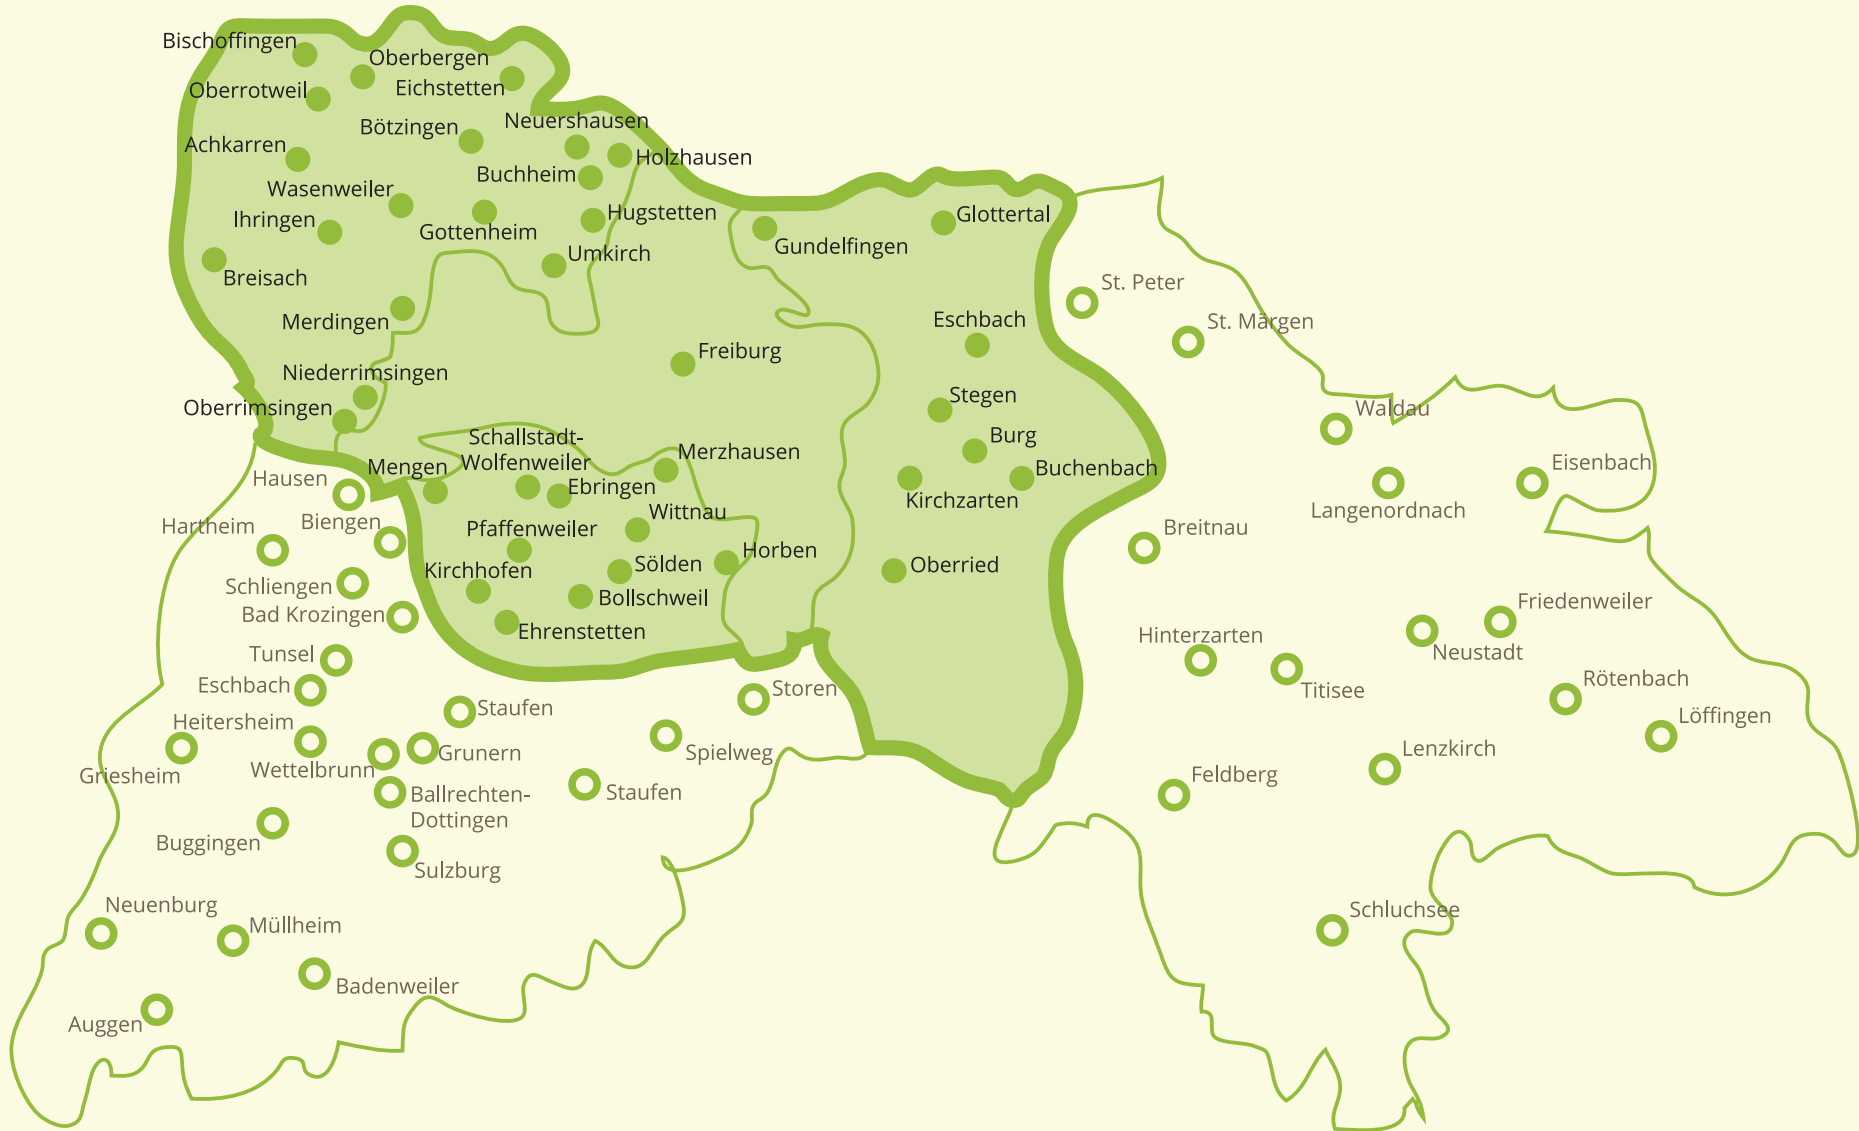 Bischoffingen
Oberbergen
Eichstetten
Oberrotweil
Bötzingen
Neuershausen
Achkarren
Holzhausen
Buchheim
Wasenweiler
Ihringen
Hugstetten
Gottenheim
Umkirch
Gundelfingen
Glottertal
Breisach
Merdingen
St. Peter
St. Märgen
Eschbach
Freiburg
Niederrimsingen
Oberrimsingen
Stegen
Waldau
Schallstadt-
Wolfenweiler
Burg
Merzhausen
Mengen
Buchenbach
Eisenbach
Hausen
Ebringen
Kirchzarten
Langenordnach
Wittnau
Biengen
Hartheim
Pfaffenweiler
Breitnau
Horben
Sölden
Oberried
Kirchhofen
Schliengen
Bollschweil
Friedenweiler
Bad Krozingen
Ehrenstetten
Hinterzarten
Neustadt
Tunsel
Eschbach
Storen
Titisee
Rötenbach
Staufen
Heitersheim
Löffingen
Griesheim
Wettelbrunn
Grunern
Spielweg
Lenzkirch
Feldberg
Ballrechten-
Dottingen
Staufen
Buggingen
Sulzburg
Neuenburg
Müllheim
Schluchsee
Badenweiler
Auggen